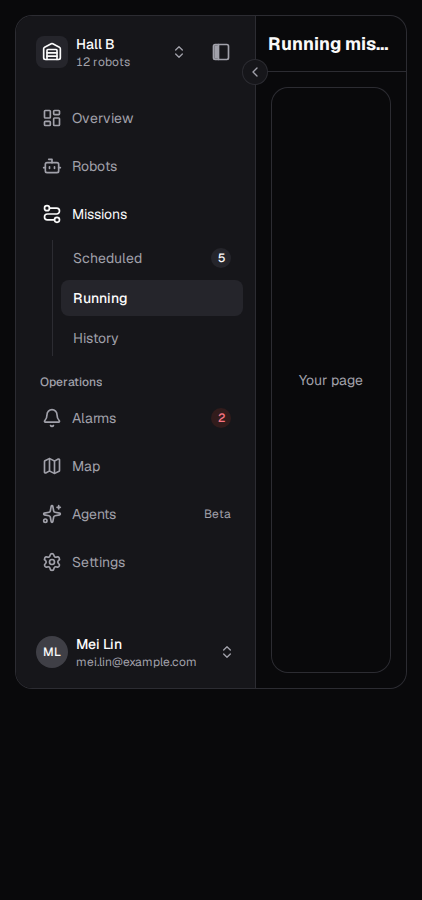 Hall B
12 robots
Running mis...
Overview
Robots
Missions
Scheduled 5
Running
History
Operations
Alarms 2
Map
Agents Beta
Settings
ML
Mei Lin
mei.lin@example.com
Your page